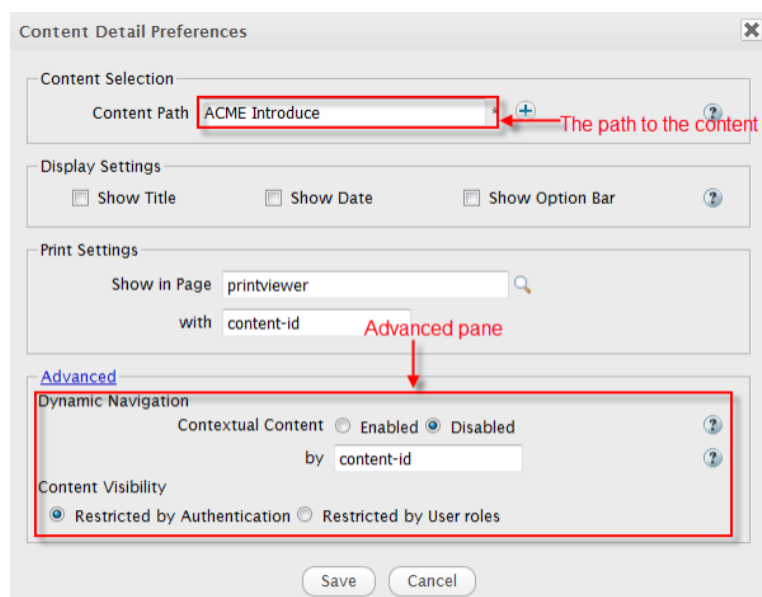 Content Detail Preferences
Content Selection
Content Path ACME Introduce *
The path to the content
Display Settings
Show Title Show Date Show Option Bar
Print Settings
Show in Page printviewer
with content-id
Advanced pane
Advanced
Dynamic Navigation
Contextual Content Enabled Disabled
by content-id
Content Visibility
Restricted by Authentication Restricted by User roles
Save Cancel